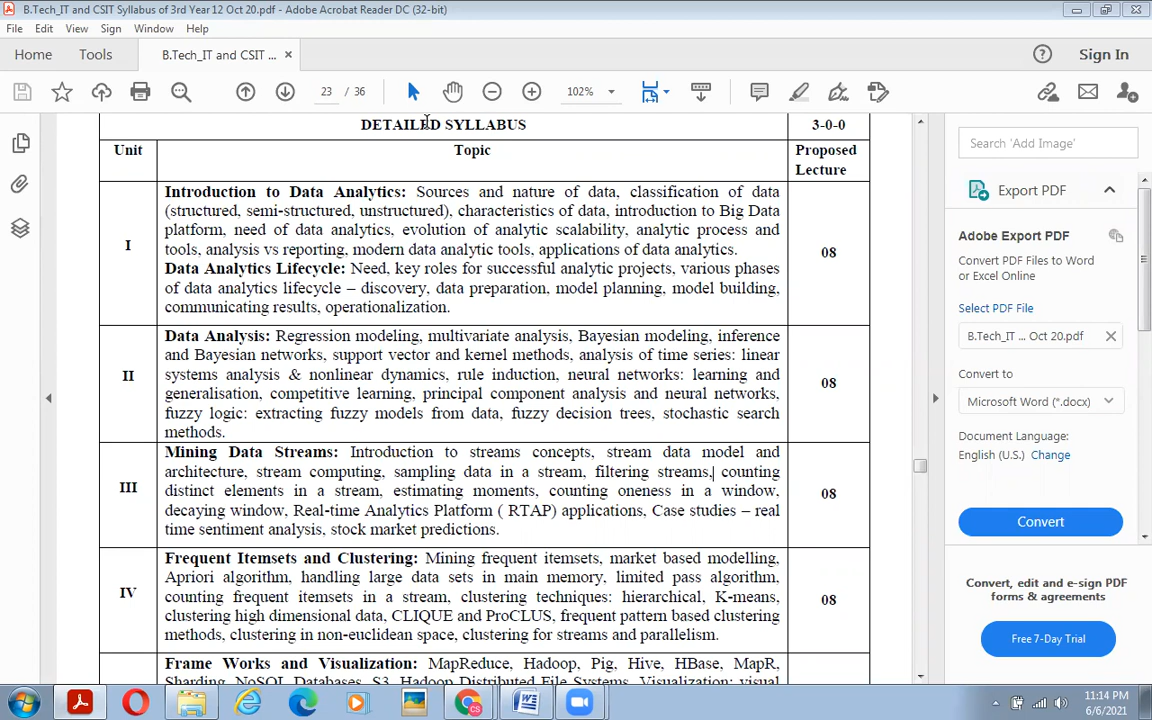 B.Tech_IT and CSIT Syllabus of 3rd Year 12 Oct 20.pdf - Adobe Acrobat Reader DC (32-bit)
File Edit View Sign Window Help
Home Tools B.Tech_IT and CSIT ... × Sign In
23 / 36 102%
DETAILED SYLLABUS 3-0-0
Unit Topic Proposed Lecture
Introduction to Data Analytics: Sources and nature of data, classification of data
(structured, semi-structured, unstructured), characteristics of data, introduction to Big Data
platform, need of data analytics, evolution of analytic scalability, analytic process and
I tools, analysis vs reporting, modern data analytic tools, applications of data analytics. 08
Data Analytics Lifecycle: Need, key roles for successful analytic projects, various phases
of data analytics lifecycle – discovery, data preparation, model planning, model building,
communicating results, operationalization.
Data Analysis: Regression modeling, multivariate analysis, Bayesian modeling, inference
and Bayesian networks, support vector and kernel methods, analysis of time series: linear
II systems analysis & nonlinear dynamics, rule induction, neural networks: learning and 08
generalisation, competitive learning, principal component analysis and neural networks,
fuzzy logic: extracting fuzzy models from data, fuzzy decision trees, stochastic search
methods.
Mining Data Streams: Introduction to streams concepts, stream data model and
architecture, stream computing, sampling data in a stream, filtering streams, counting
III distinct elements in a stream, estimating moments, counting oneness in a window, 08
decaying window, Real-time Analytics Platform ( RTAP) applications, Case studies – real
time sentiment analysis, stock market predictions.
Frequent Itemsets and Clustering: Mining frequent itemsets, market based modelling,
Apriori algorithm, handling large data sets in main memory, limited pass algorithm,
IV counting frequent itemsets in a stream, clustering techniques: hierarchical, K-means, 08
clustering high dimensional data, CLIQUE and ProCLUS, frequent pattern based clustering
methods, clustering in non-euclidean space, clustering for streams and parallelism.
Frame Works and Visualization: MapReduce, Hadoop, Pig, Hive, HBase, MapR,
Sharding, NoSQL Databases, S3, Hadoop Distributed File Systems, Visualization: visual
Search 'Add Image'
Export PDF
Adobe Export PDF
Convert PDF Files to Word
or Excel Online
Select PDF File
B.Tech_IT ... Oct 20.pdf
Convert to
Microsoft Word (*.docx)
Document Language:
English (U.S.) Change
Convert
Convert, edit and e-sign PDF
forms & agreements
Free 7-Day Trial
11:14 PM
6/6/2021